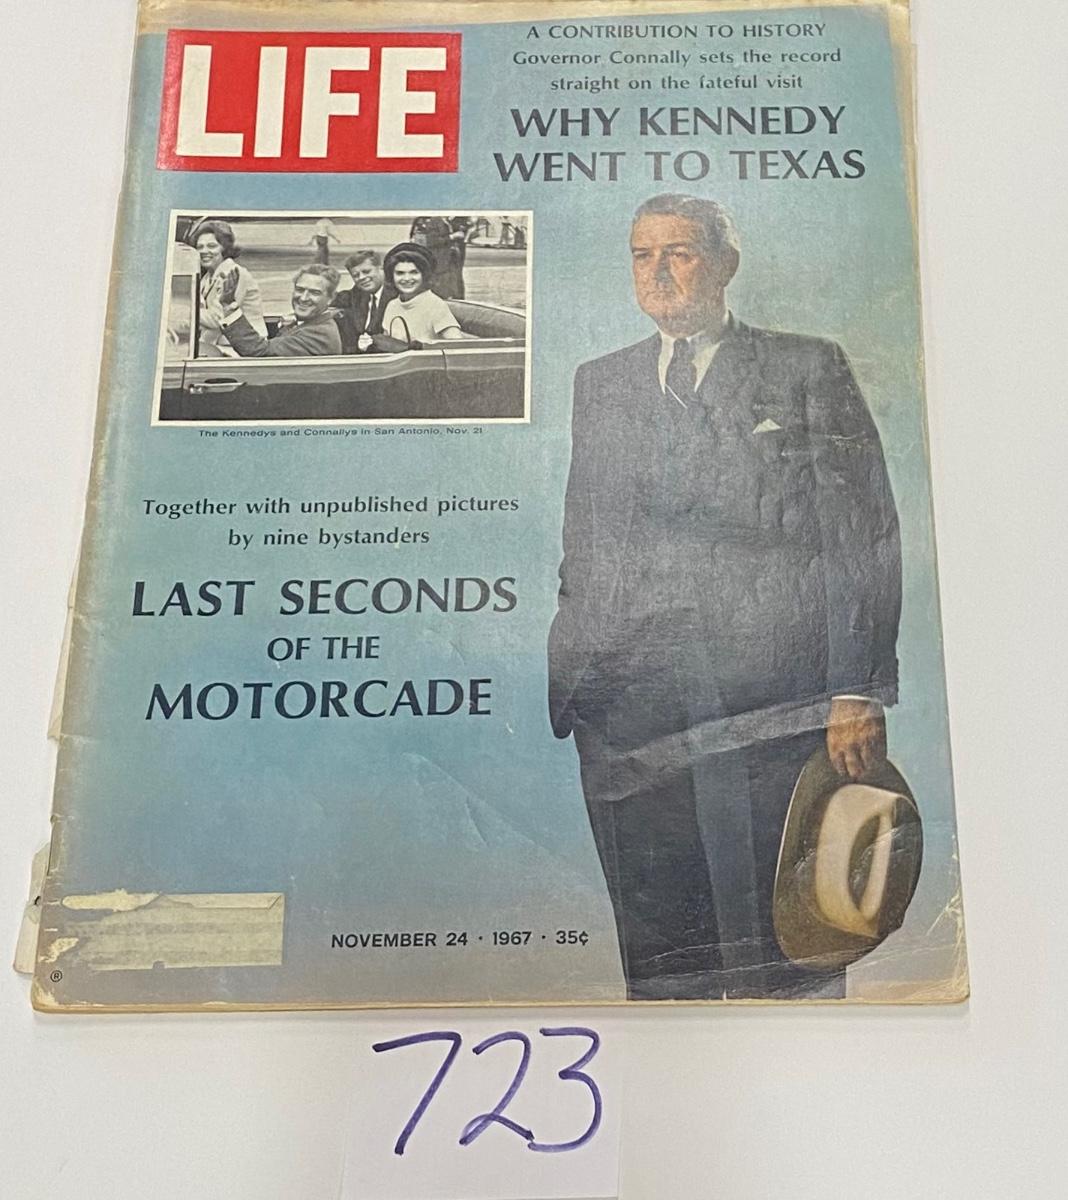 LIFE
A CONTRIBUTION TO HISTORY
Governor Connally sets the record
straight on the fateful visit
WHY KENNEDY
WENT TO TEXAS
The Kennedys and Connallys in San Antonio, Nov. 21
Together with unpublished pictures
by nine bystanders
LAST SECONDS
OF THE
MOTORCADE
NOVEMBER 24 · 1967 · 35¢
®
723